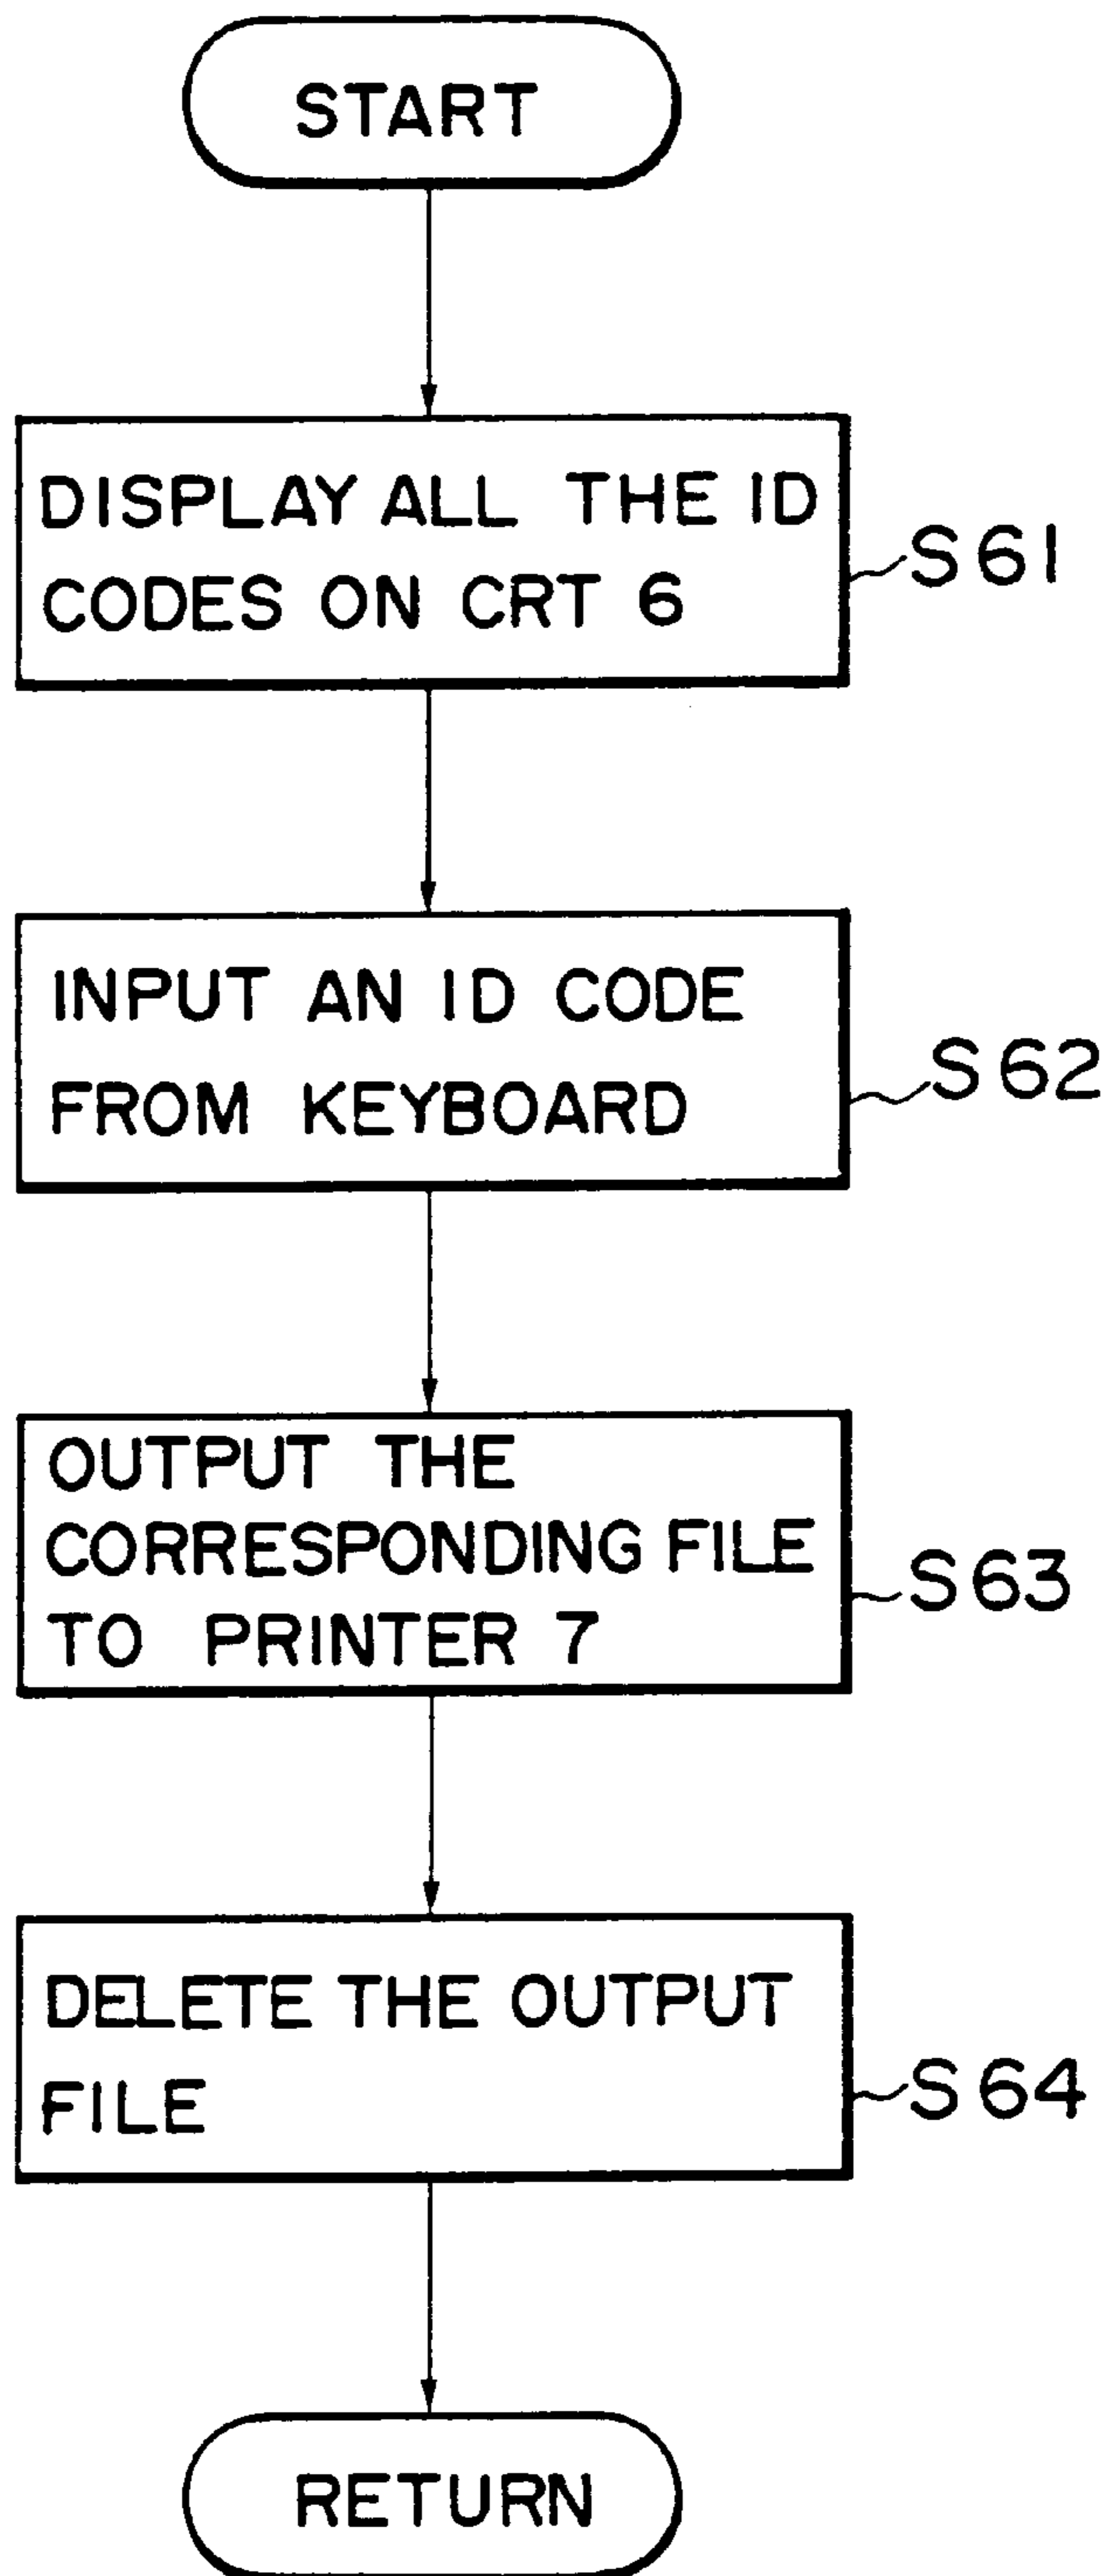 START
DISPLAY ALL THE ID
CODES ON CRT 6
S61
INPUT AN ID CODE
FROM KEYBOARD
S62
OUTPUT THE
CORRESPONDING FILE
TO PRINTER 7
S63
DELETE THE OUTPUT
FILE
S64
RETURN